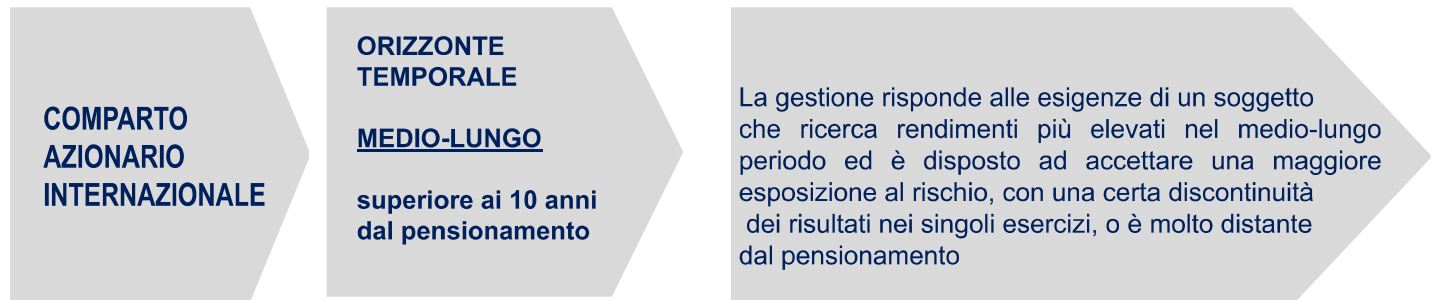 COMPARTO
AZIONARIO
INTERNAZIONALE
ORIZZONTE
TEMPORALE
MEDIO-LUNGO
superiore ai 10 anni
dal pensionamento
La gestione risponde alle esigenze di un soggetto
che ricerca rendimenti più elevati nel medio-lungo
periodo ed è disposto ad accettare una maggiore
esposizione al rischio, con una certa discontinuità
dei risultati nei singoli esercizi, o è molto distante
dal pensionamento